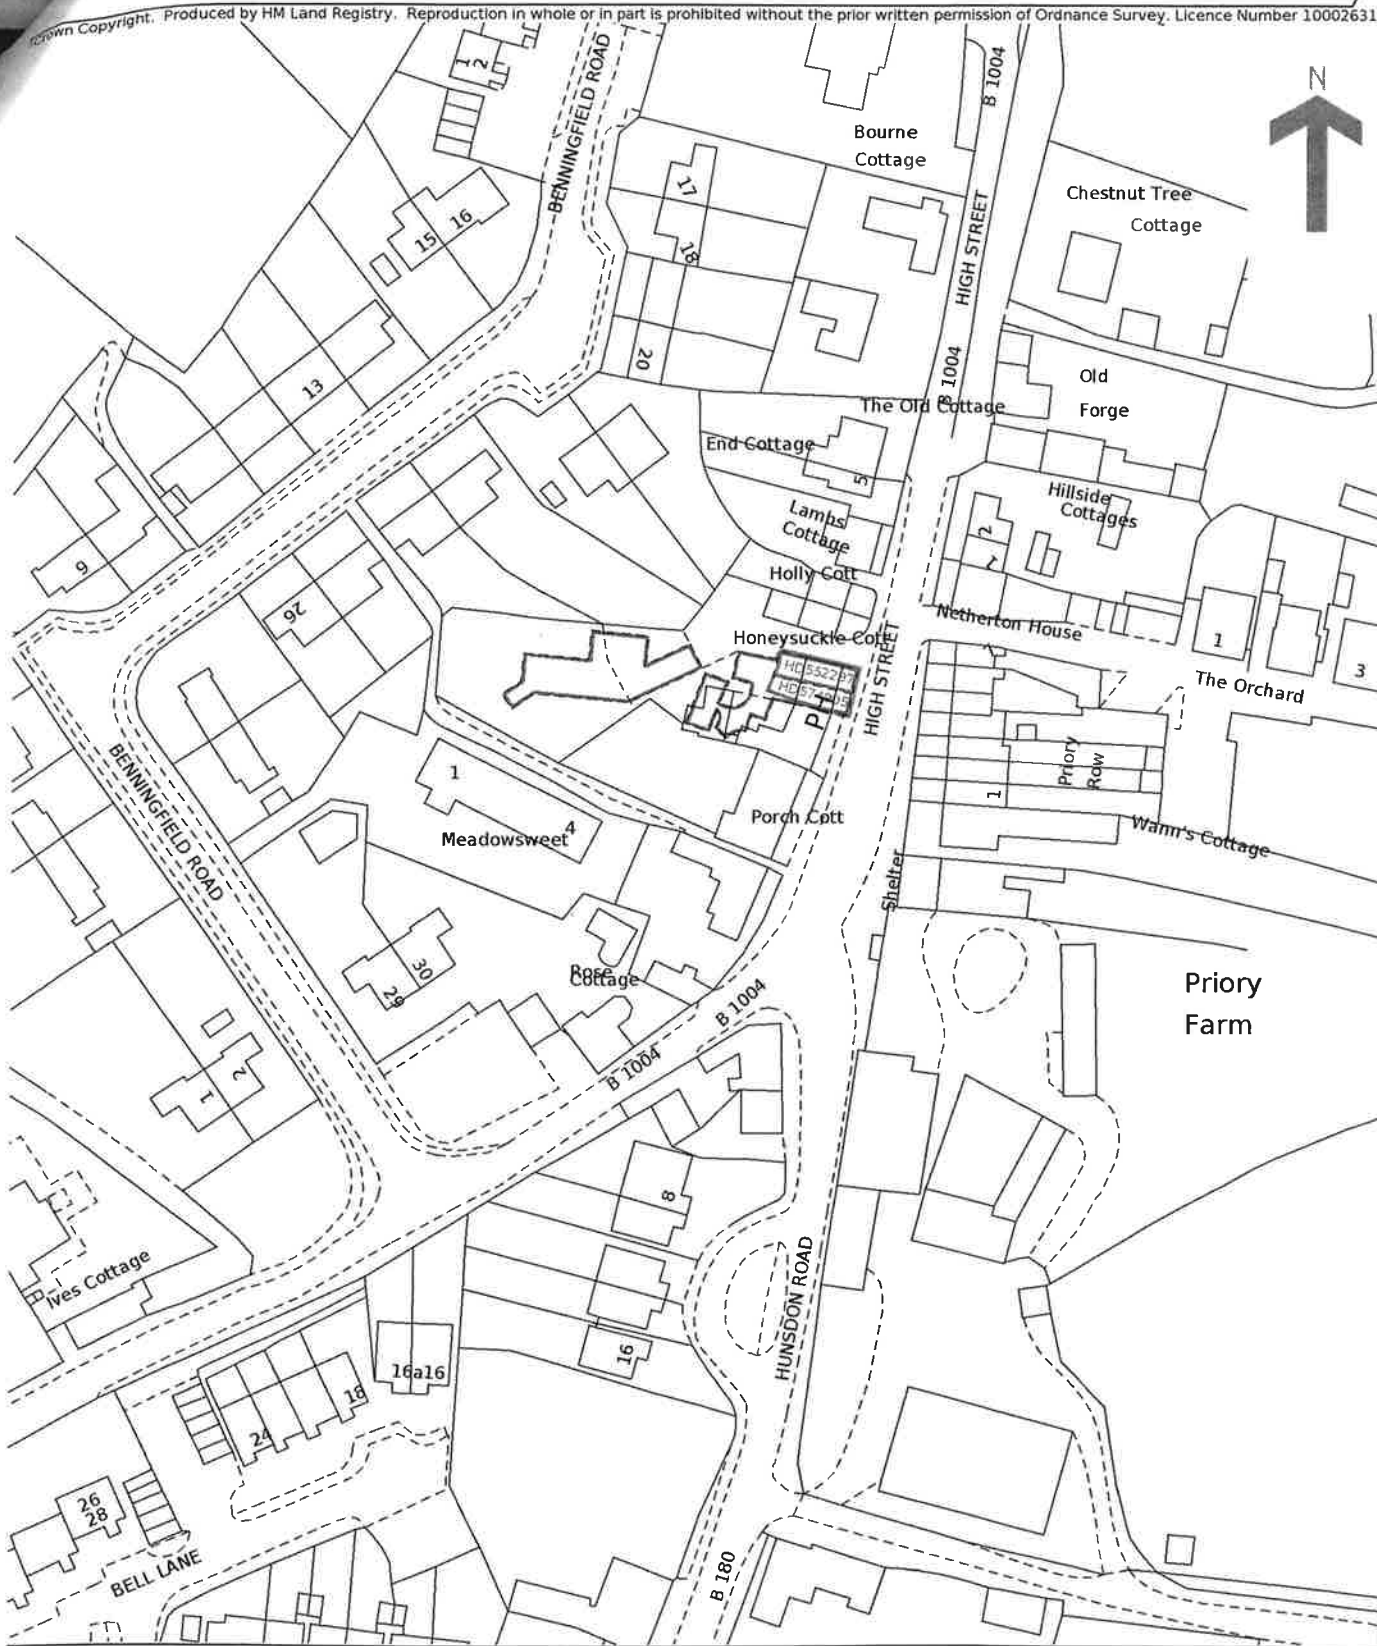 Crown Copyright. Produced by HM Land Registry. Reproduction in whole or in part is prohibited without the prior written permission of Ordnance Survey. Licence Number 10002631
N
1
2
BENNINGFIELD ROAD
B 1004
Bourne
Cottage
17
18
16
15
Chestnut Tree
Cottage
HIGH STREET
20
13
B 1004
Old
Forge
The Old Cottage
End Cottage
5
Lambs
Cottage
Hillside
Cottages
2
1
9
26
Holly Cott
Netherton House
Honeysuckle Cott
1
1
3
The Orchard
HD552297
PH
HIGH STREET
BENNINGFIELD ROAD
Priory
Row
1
1
Meadowsweet
4
Porch Cott
Wann's Cottage
Shelter
30
29
Rose
Cottage
Priory
Farm
B 1004
B 1004
2
1
8
Ives Cottage
HUNSDON ROAD
16
16a16
18
24
26
28
BELL LANE
B 180